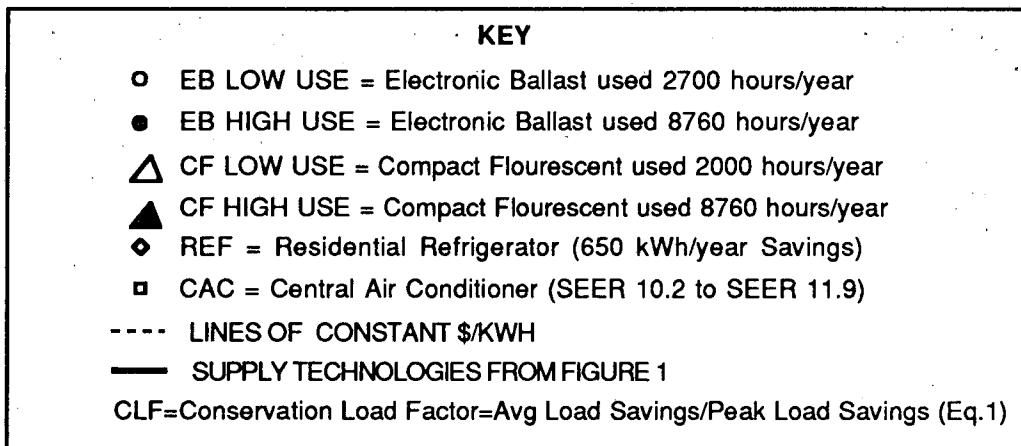 KEY
EB LOW USE = Electronic Ballast used 2700 hours/year
EB HIGH USE = Electronic Ballast used 8760 hours/year
CF LOW USE = Compact Flourescent used 2000 hours/year
CF HIGH USE = Compact Flourescent used 8760 hours/year
REF = Residential Refrigerator (650 kWh/year Savings)
CAC = Central Air Conditioner (SEER 10.2 to SEER 11.9)
LINES OF CONSTANT $/KWH
SUPPLY TECHNOLOGIES FROM FIGURE 1
CLF=Conservation Load Factor=Avg Load Savings/Peak Load Savings (Eq.1)